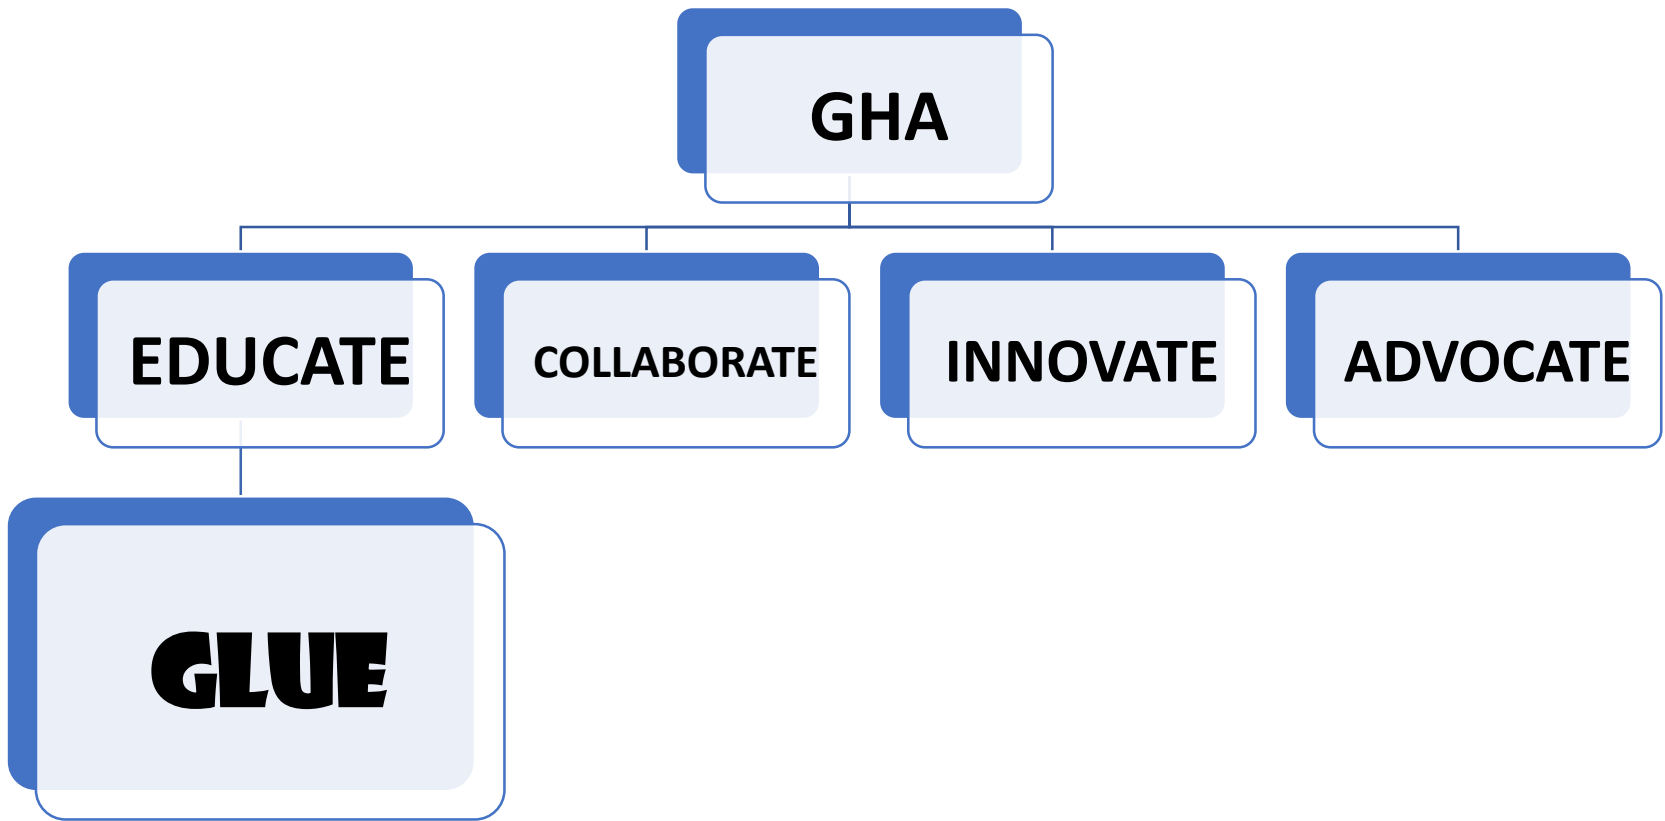 GHA
EDUCATE
COLLABORATE
INNOVATE
ADVOCATE
GLUE